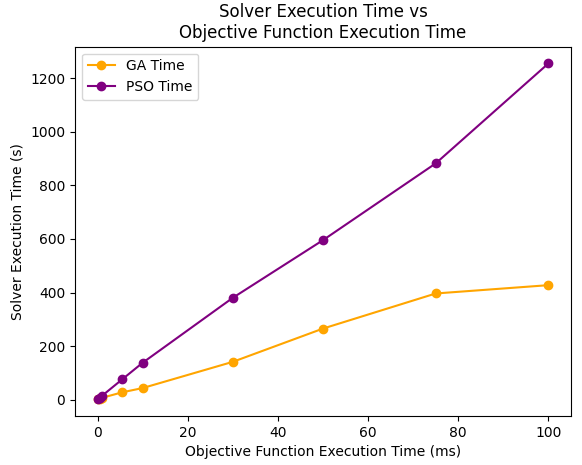 Solver Execution Time vs
Objective Function Execution Time
GA Time
PSO Time
1200
1000
800
600
400
200
0
Solver Execution Time (s)
0 20 40 60 80 100
Objective Function Execution Time (ms)